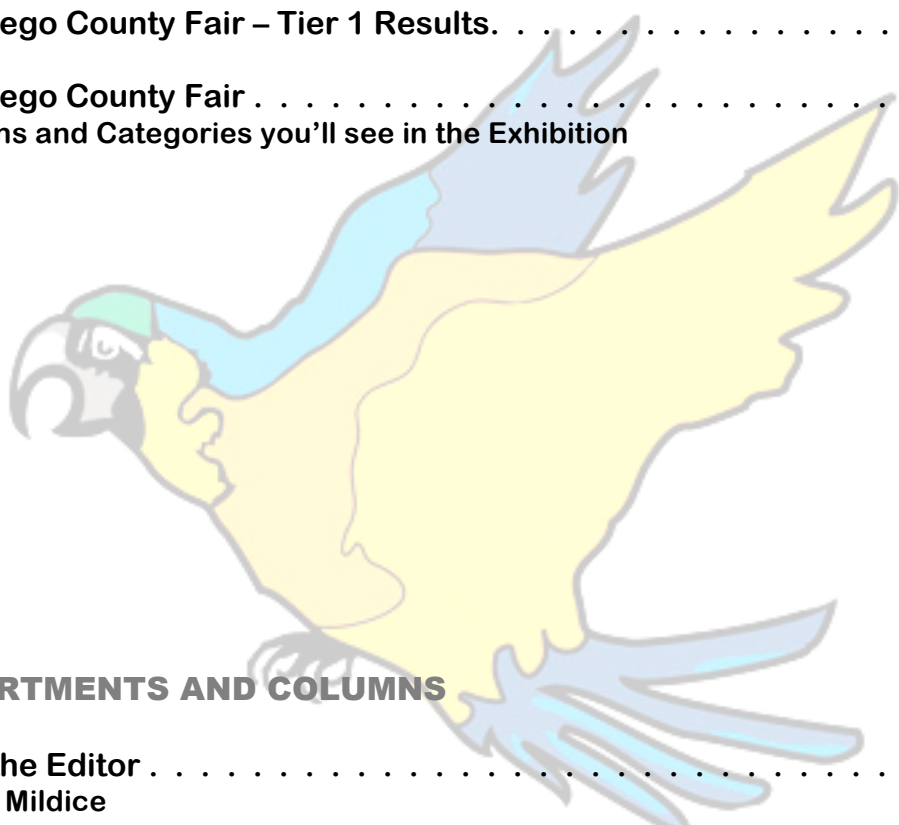 ego County Fair – Tier 1 Results. . . . . . . . . . . . . . . .
ego County Fair . . . . . . . . . . . . . . . . . . . . . . . . .
ns and Categories you'll see in the Exhibition
RTMENTS AND COLUMNS
he Editor . . . . . . . . . . . . . . . . . . . . . . . . . . . . .
Mildice